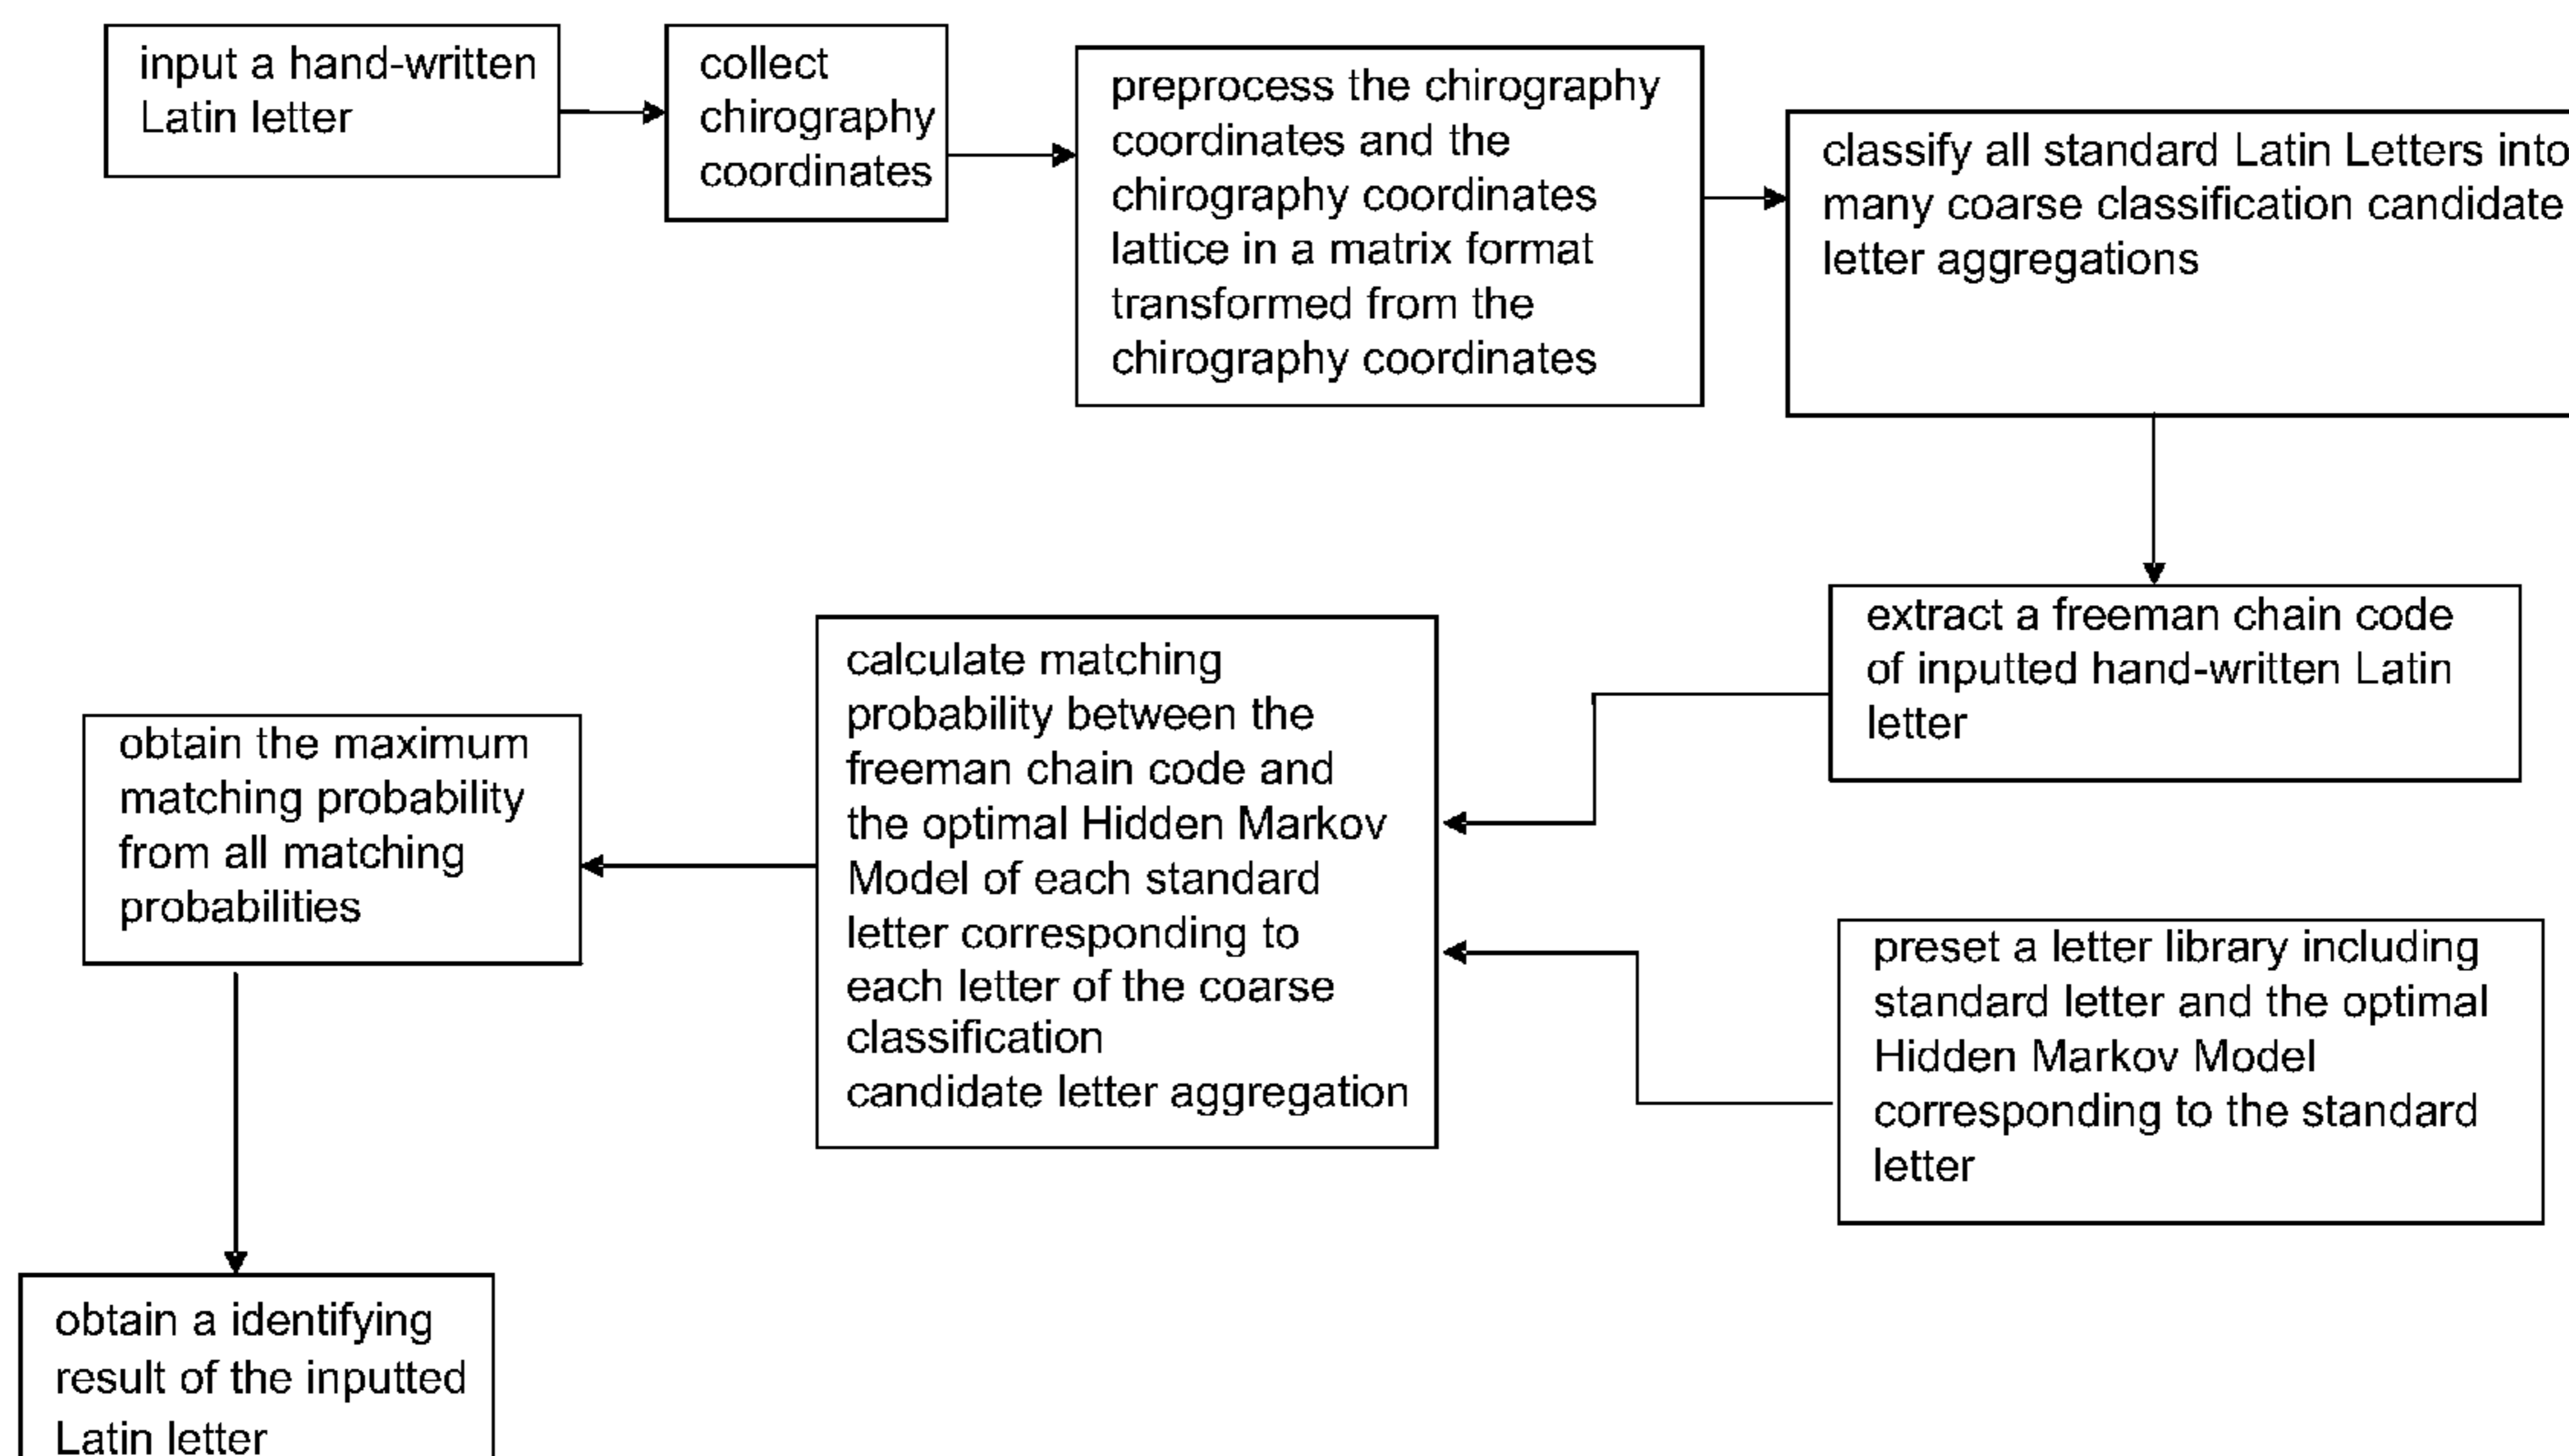 input a hand-written
Latin letter
collect
chirography
coordinates
preprocess the chirography
coordinates and the
chirography coordinates
lattice in a matrix format
transformed from the
chirography coordinates
classify all standard Latin Letters into
many coarse classification candidate
letter aggregations
extract a freeman chain code
of inputted hand-written Latin
letter
preset a letter library including
standard letter and the optimal
Hidden Markov Model
corresponding to the standard
letter
calculate matching
probability between the
freeman chain code and
the optimal Hidden Markov
Model of each standard
letter corresponding to
each letter of the coarse
classification
candidate letter aggregation
obtain the maximum
matching probability
from all matching
probabilities
obtain a identifying
result of the inputted
Latin letter